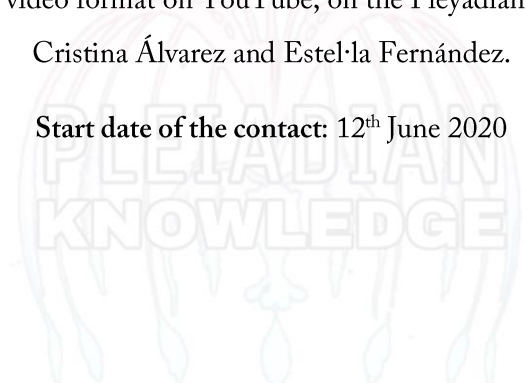 video format on YouTube, on the Pleyadian
Cristina Álvarez and Estel·la Fernández.
Start date of the contact: 12th June 2020
PLEIADIAN
KNOWLEDGE